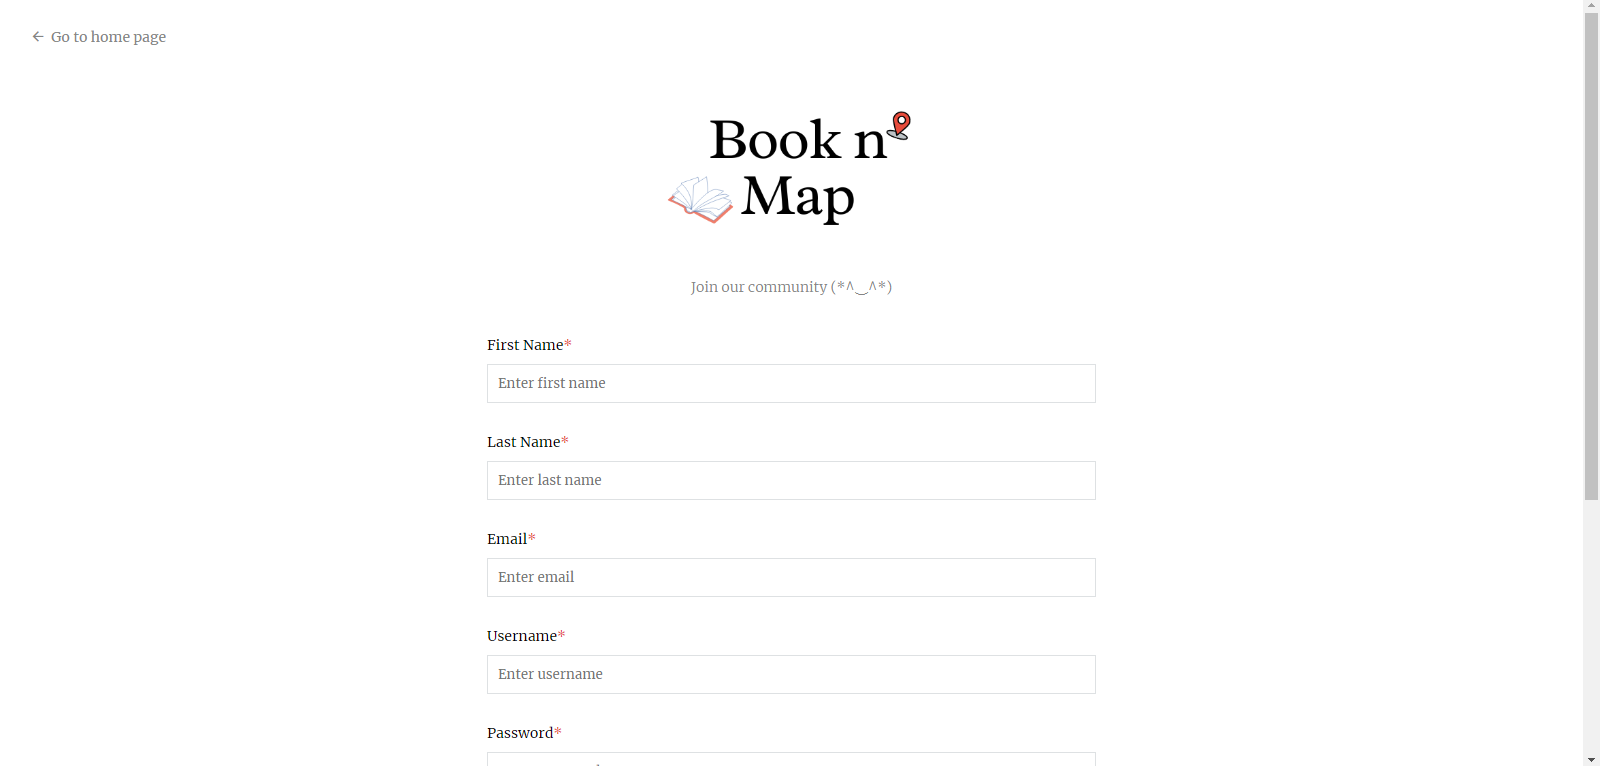 ← Go to home page
Book n
Map
Join our community (*^‿^*)
First Name*
Enter first name
Last Name*
Enter last name
Email*
Enter email
Username*
Enter username
Password*